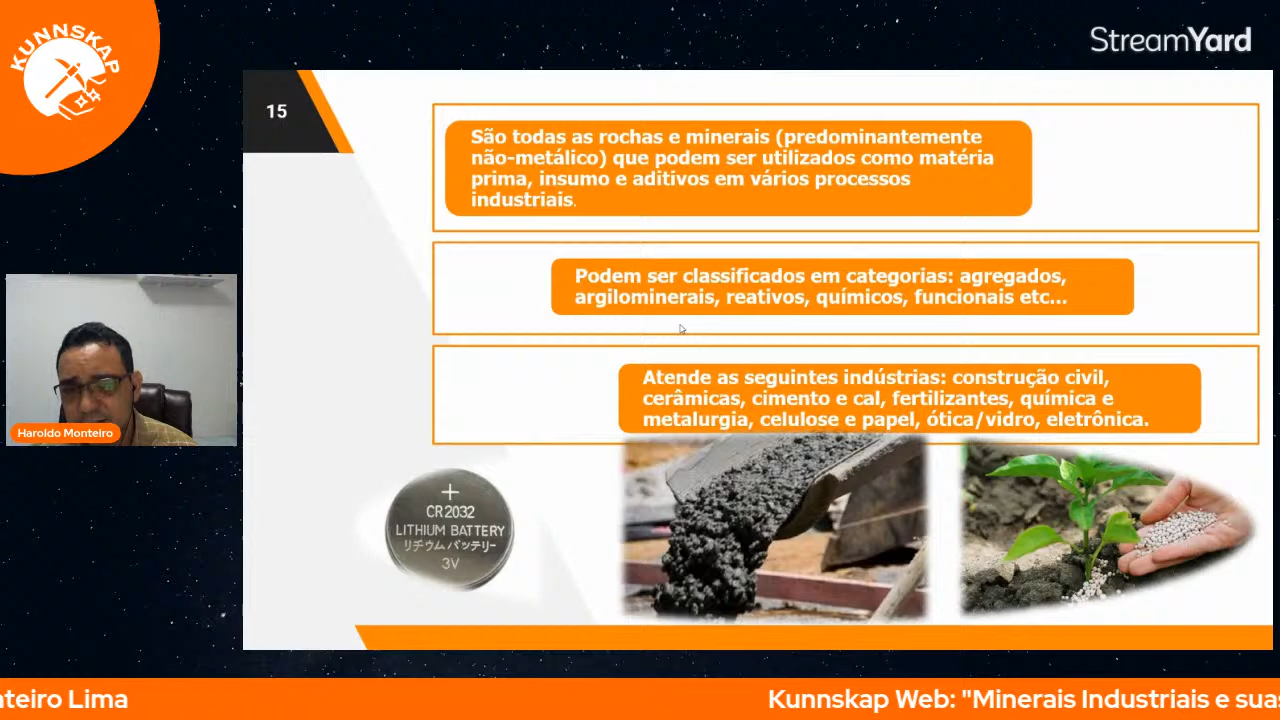 KUNNSKAP
StreamYard
15
São todas as rochas e minerais (predominantemente
não-metálico) que podem ser utilizados como matéria
prima, insumo e aditivos em vários processos
industriais.
Podem ser classificados em categorias: agregados,
argilominerais, reativos, químicos, funcionais etc...
Atende as seguintes indústrias: construção civil,
cerâmicas, cimento e cal, fertilizantes, química e
metalurgia, celulose e papel, ótica/vidro, eletrônica.
Haroldo Monteiro
+
CR2032
LITHIUM BATTERY
リチウムバッテリー
3V
nteiro Lima
Kunnskap Web: "Minerais Industriais e suas